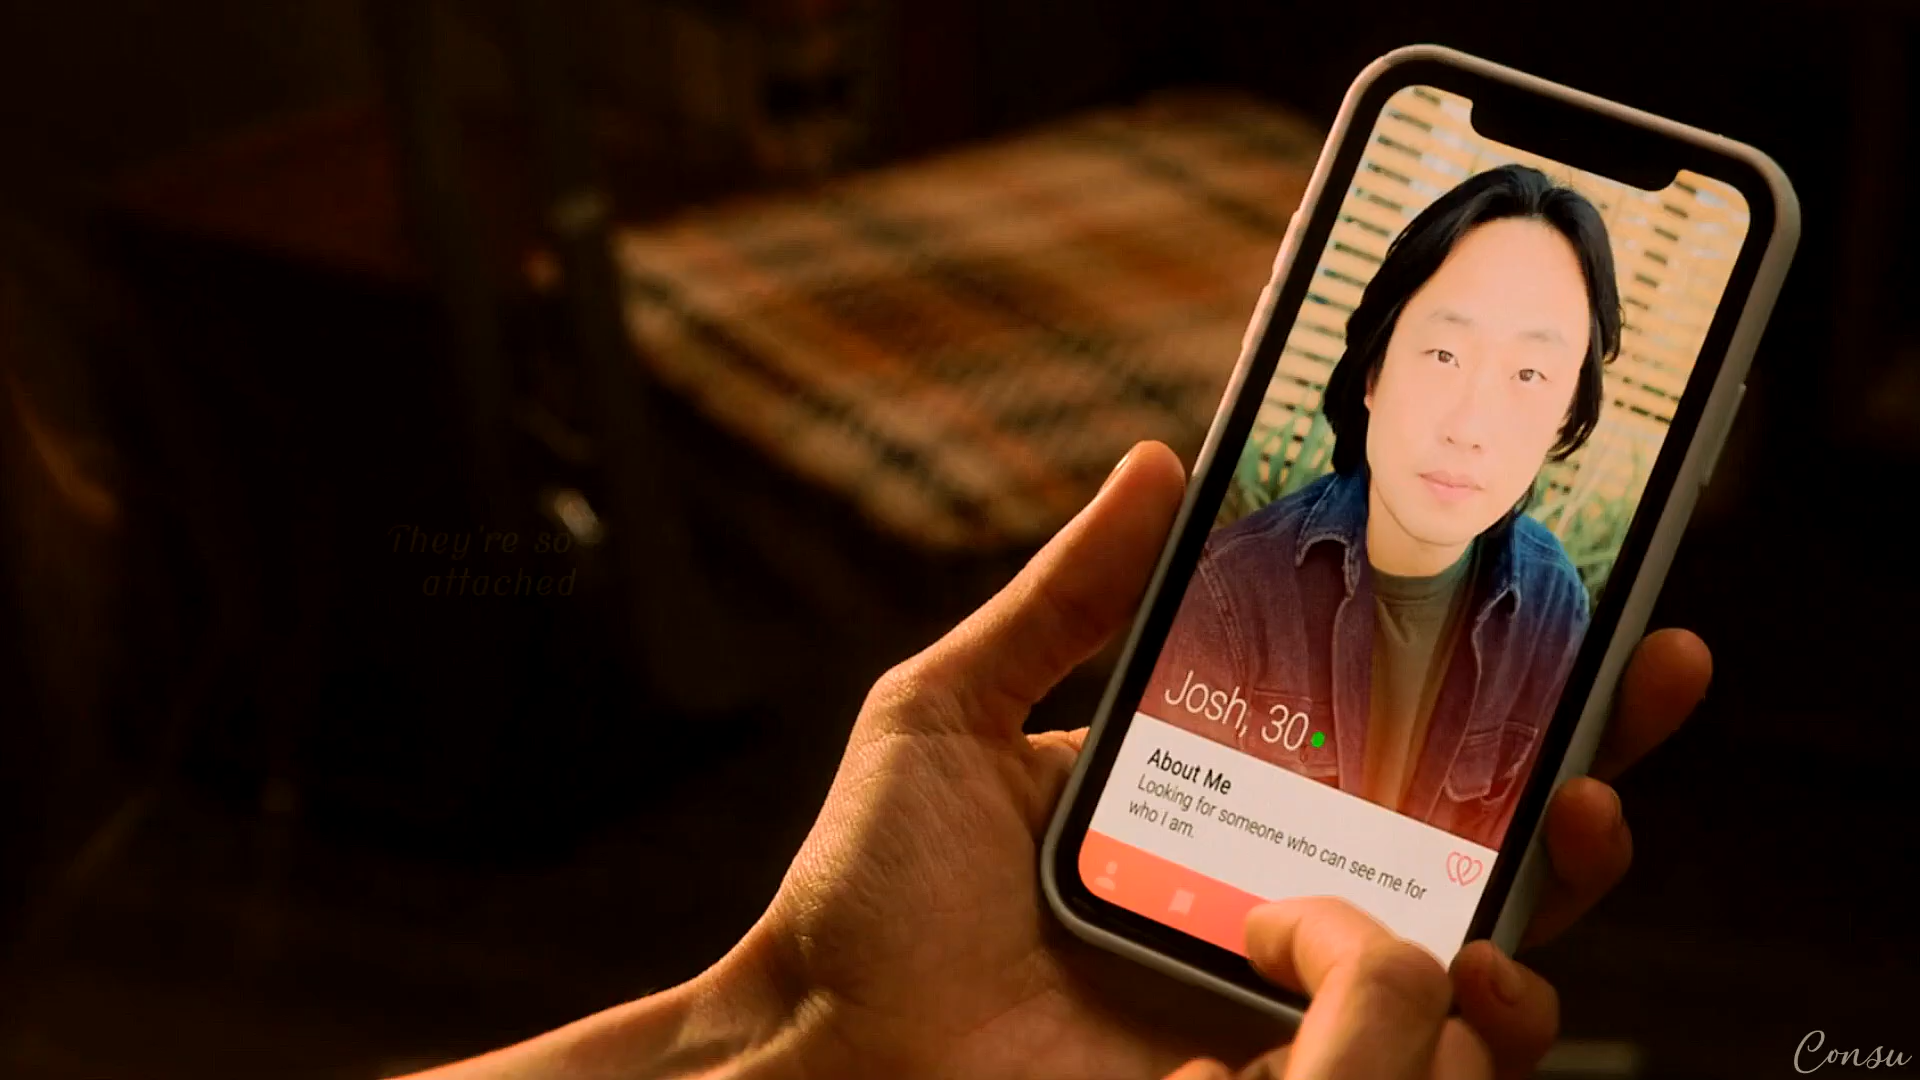 They're so
attached
Josh, 30
About Me
Looking for someone who can see me for
who I am.
Consu